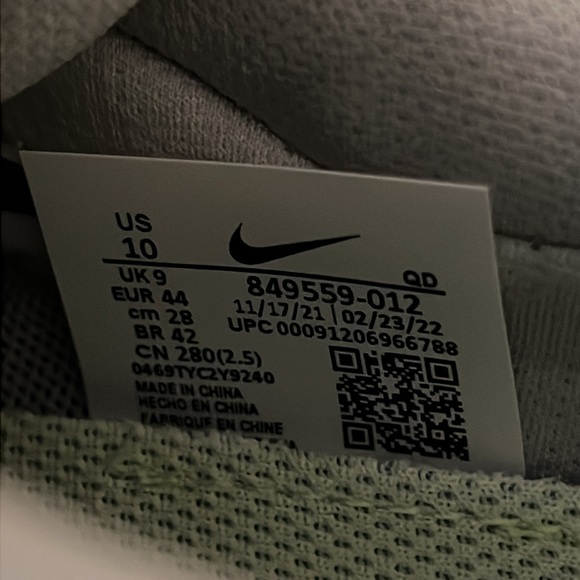 US
10
QD
UK 9
849559-012
EUR 44
11/17/21 | 02/23/22
cm 28
UPC 00091206966788
BR 42
CN 280(2.5)
0469TYC2Y9240
MADE IN CHINA
HECHO EN CHINA
FABRIQUE EN CHINE